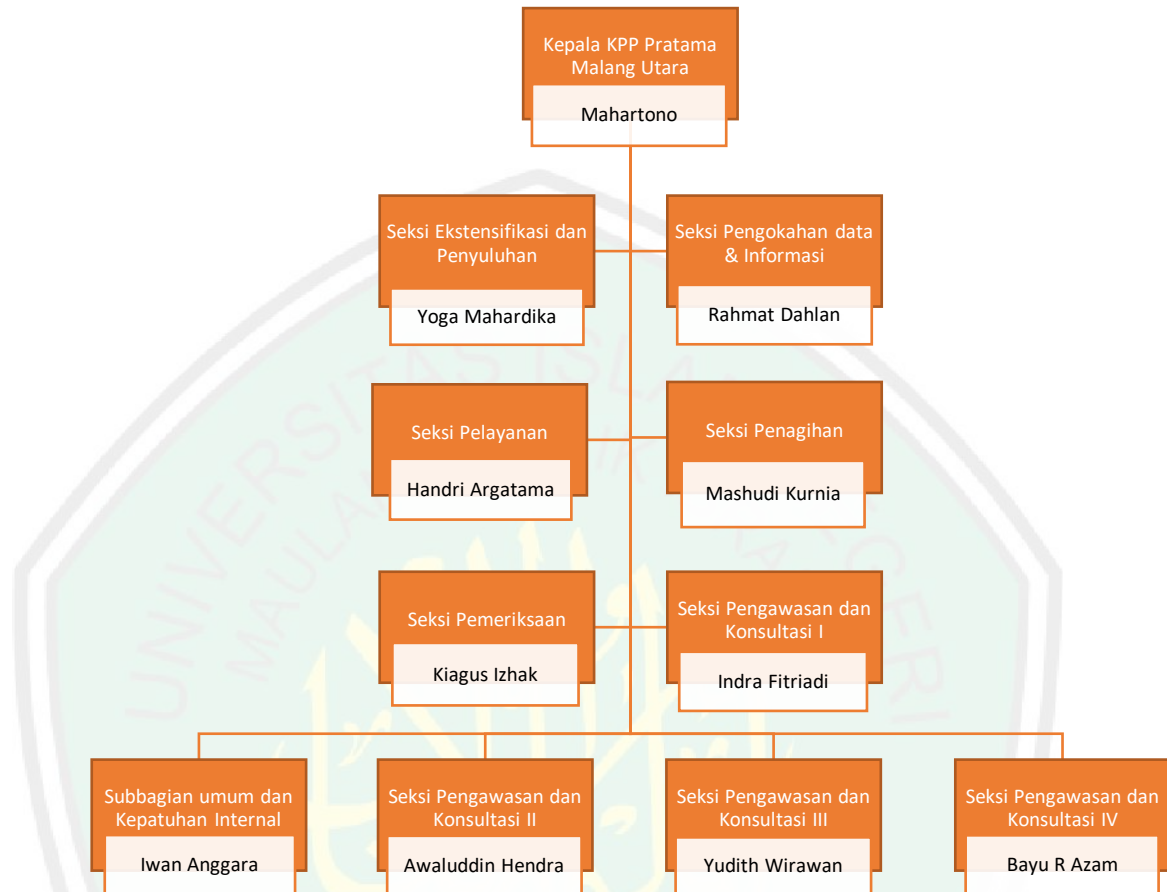 Kepala KPP Pratama
Malang Utara
Mahartono
Seksi Ekstensifikasi dan
Penyuluhan
Yoga Mahardika
Seksi Pengokahan data
& Informasi
Rahmat Dahlan
Seksi Pelayanan
Handri Argatama
Seksi Penagihan
Mashudi Kurnia
Seksi Pemeriksaan
Kiagus Izhak
Seksi Pengawasan dan
Konsultasi I
Indra Fitriadi
Subbagian umum dan
Kepatuhan Internal
Iwan Anggara
Seksi Pengawasan dan
Konsultasi II
Awaluddin Hendra
Seksi Pengawasan dan
Konsultasi III
Yudith Wirawan
Seksi Pengawasan dan
Konsultasi IV
Bayu R Azam